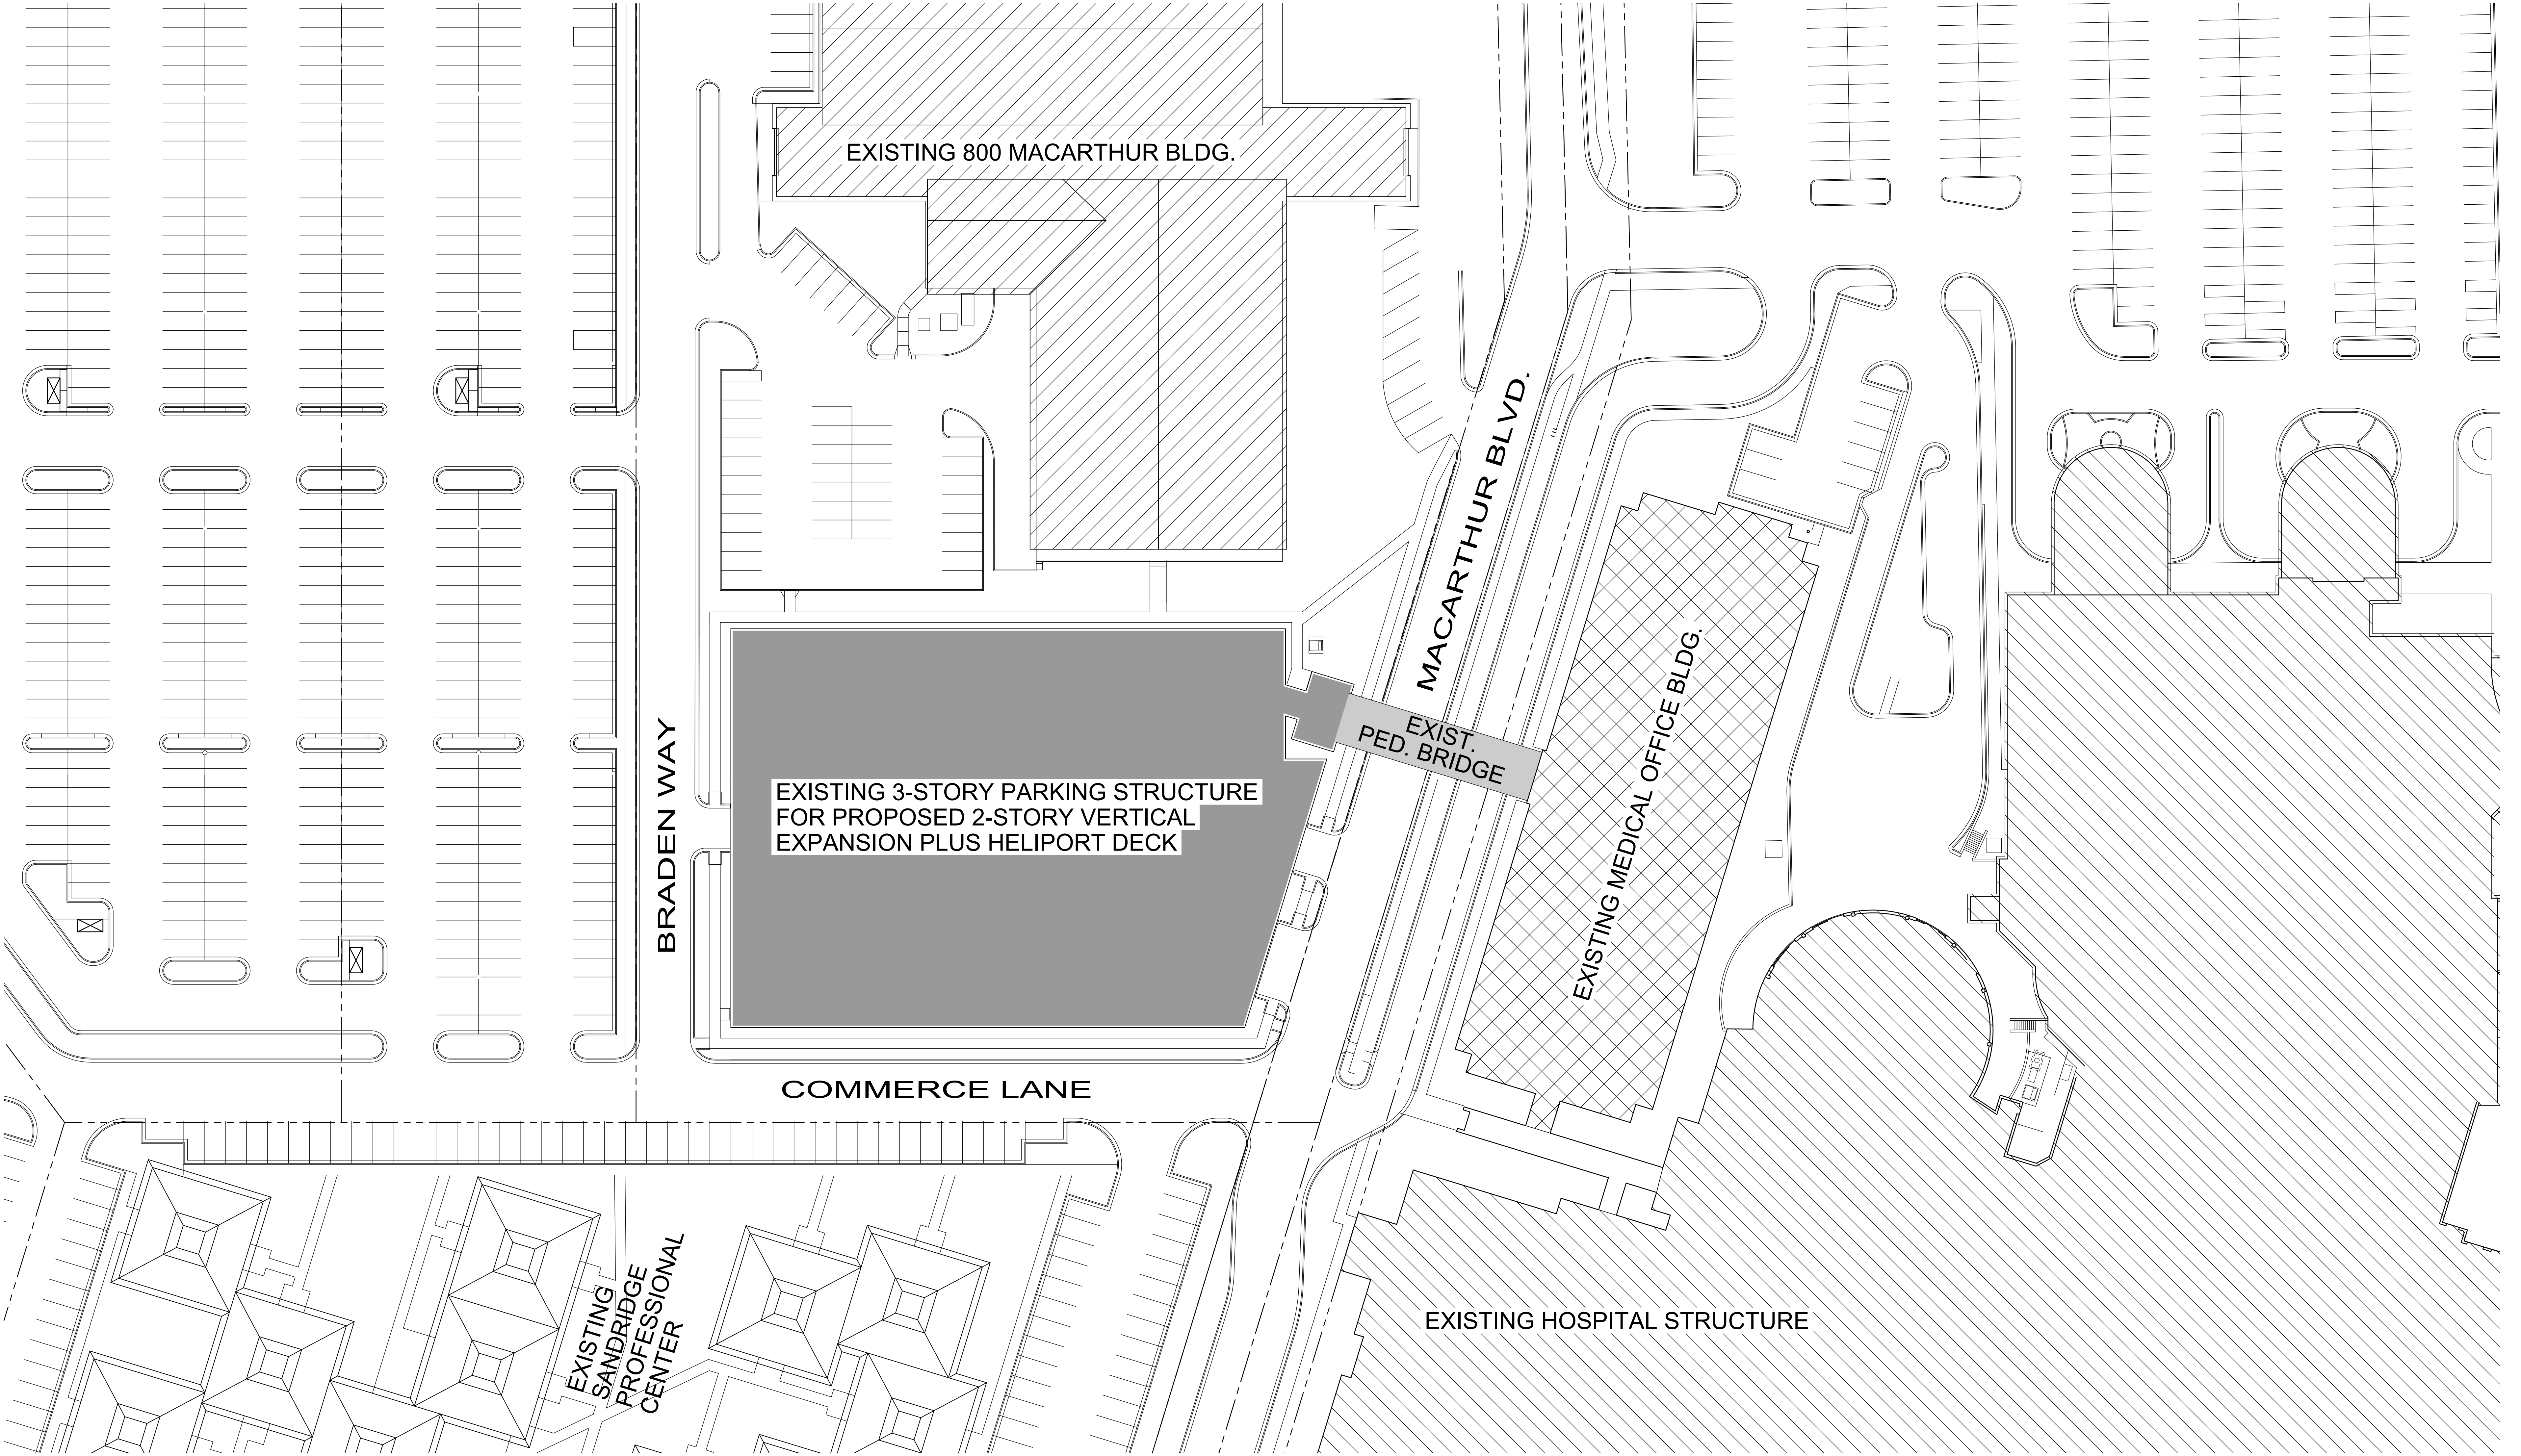 EXISTING 800 MACARTHUR BLDG.
MACARTHUR BLVD.
EXIST.
PED. BRIDGE
EXISTING MEDICAL OFFICE BLDG.
BRADEN WAY
EXISTING 3-STORY PARKING STRUCTURE
FOR PROPOSED 2-STORY VERTICAL
EXPANSION PLUS HELIPORT DECK
COMMERCE LANE
EXISTING
SANDRIDGE
PROFESSIONAL
CENTER
EXISTING HOSPITAL STRUCTURE